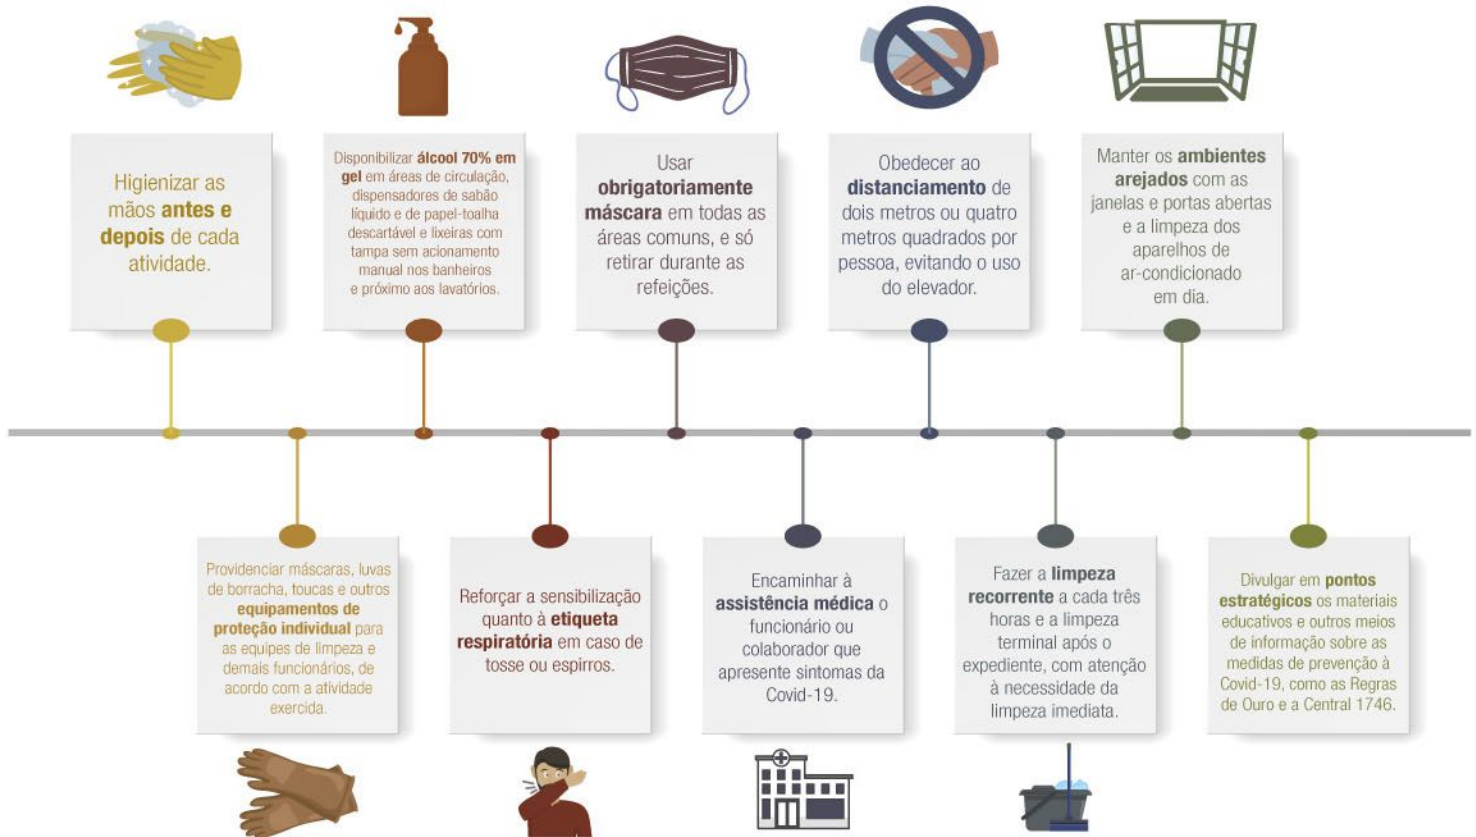 Higienizar as
mãos antes e
depois de cada
atividade.
Disponibilizar álcool 70% em
gel em áreas de circulação,
dispensadores de sabão
líquido e de papel-toalha
descartável e lixeiras com
tampa sem acionamento
manual nos banheiros
e próximo aos lavatórios.
Usar
obrigatoriamente
máscara em todas as
áreas comuns, e só
retirar durante as
refeições.
Obedecer ao
distanciamento de
dois metros ou quatro
metros quadrados por
pessoa, evitando o uso
do elevador.
Manter os ambientes
arejados com as
janelas e portas abertas
e a limpeza dos
aparelhos de
ar-condicionado
em dia.
Providenciar máscaras, luvas
de borracha, toucas e outros
equipamentos de
proteção individual para
as equipes de limpeza e
demais funcionários, de
acordo com a atividade
exercida.
Reforçar a sensibilização
quanto à etiqueta
respiratória em caso de
tosse ou espirros.
Encaminhar à
assistência médica o
funcionário ou
colaborador que
apresente sintomas da
Covid-19.
Fazer a limpeza
recorrente a cada três
horas e a limpeza
terminal após o
expediente, com atenção
à necessidade da
limpeza imediata.
Divulgar em pontos
estratégicos os materiais
educativos e outros meios
de informação sobre as
medidas de prevenção à
Covid-19, como as Regras
de Ouro e a Central 1746.